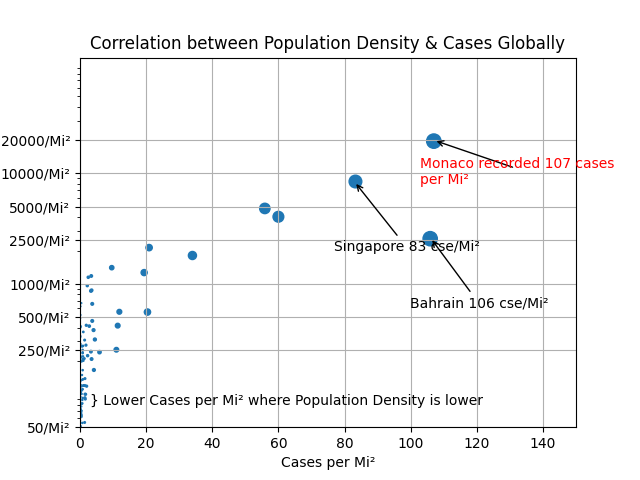 Correlation between Population Density & Cases Globally
20000/Mi²
10000/Mi²
5000/Mi²
2500/Mi²
1000/Mi²
500/Mi²
250/Mi²
50/Mi²
Monaco recorded 107 cases
per Mi²
Singapore 83 cse/Mi²
Bahrain 106 cse/Mi²
} Lower Cases per Mi² where Population Density is lower
0 20 40 60 80 100 120 140
Cases per Mi²